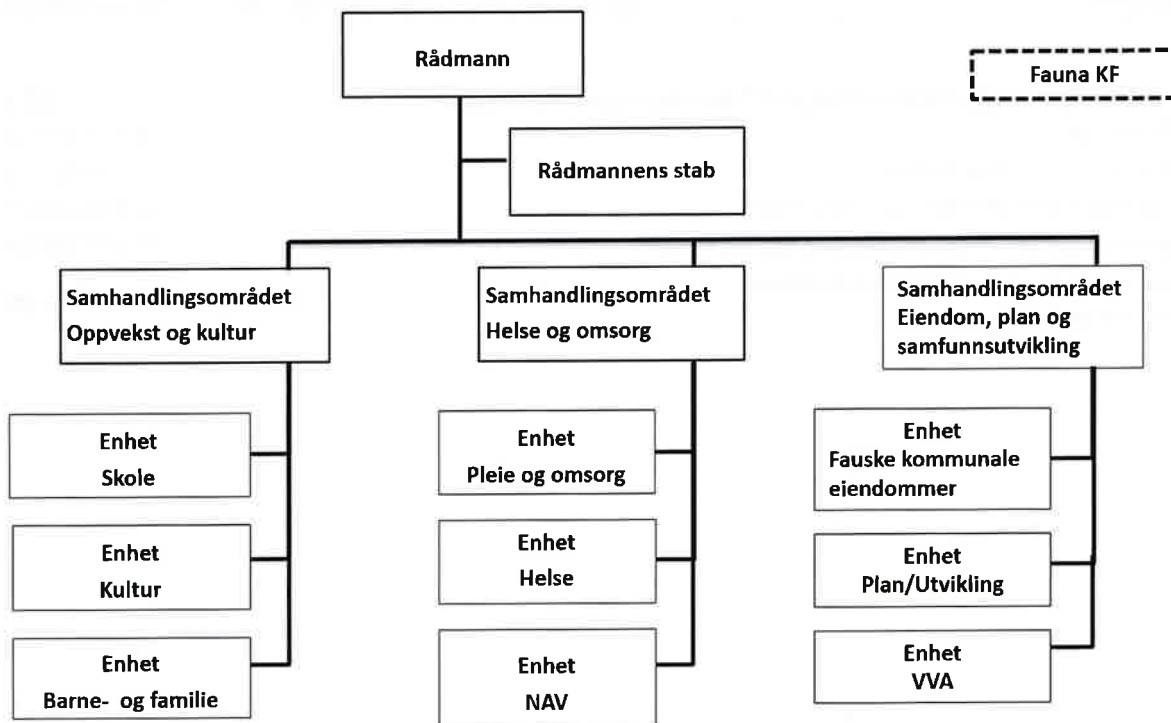 Rådmann
Fauna KF
Rådmannens stab
Samhandlingsområdet
Oppvekst og kultur
Samhandlingsområdet
Helse og omsorg
Samhandlingsområdet
Eiendom, plan og
samfunnsutvikling
Enhet
Skole
Enhet
Pleie og omsorg
Enhet
Fauske kommunale
eiendommer
Enhet
Kultur
Enhet
Helse
Enhet
Plan/Utvikling
Enhet
Barne- og familie
Enhet
NAV
Enhet
VVA